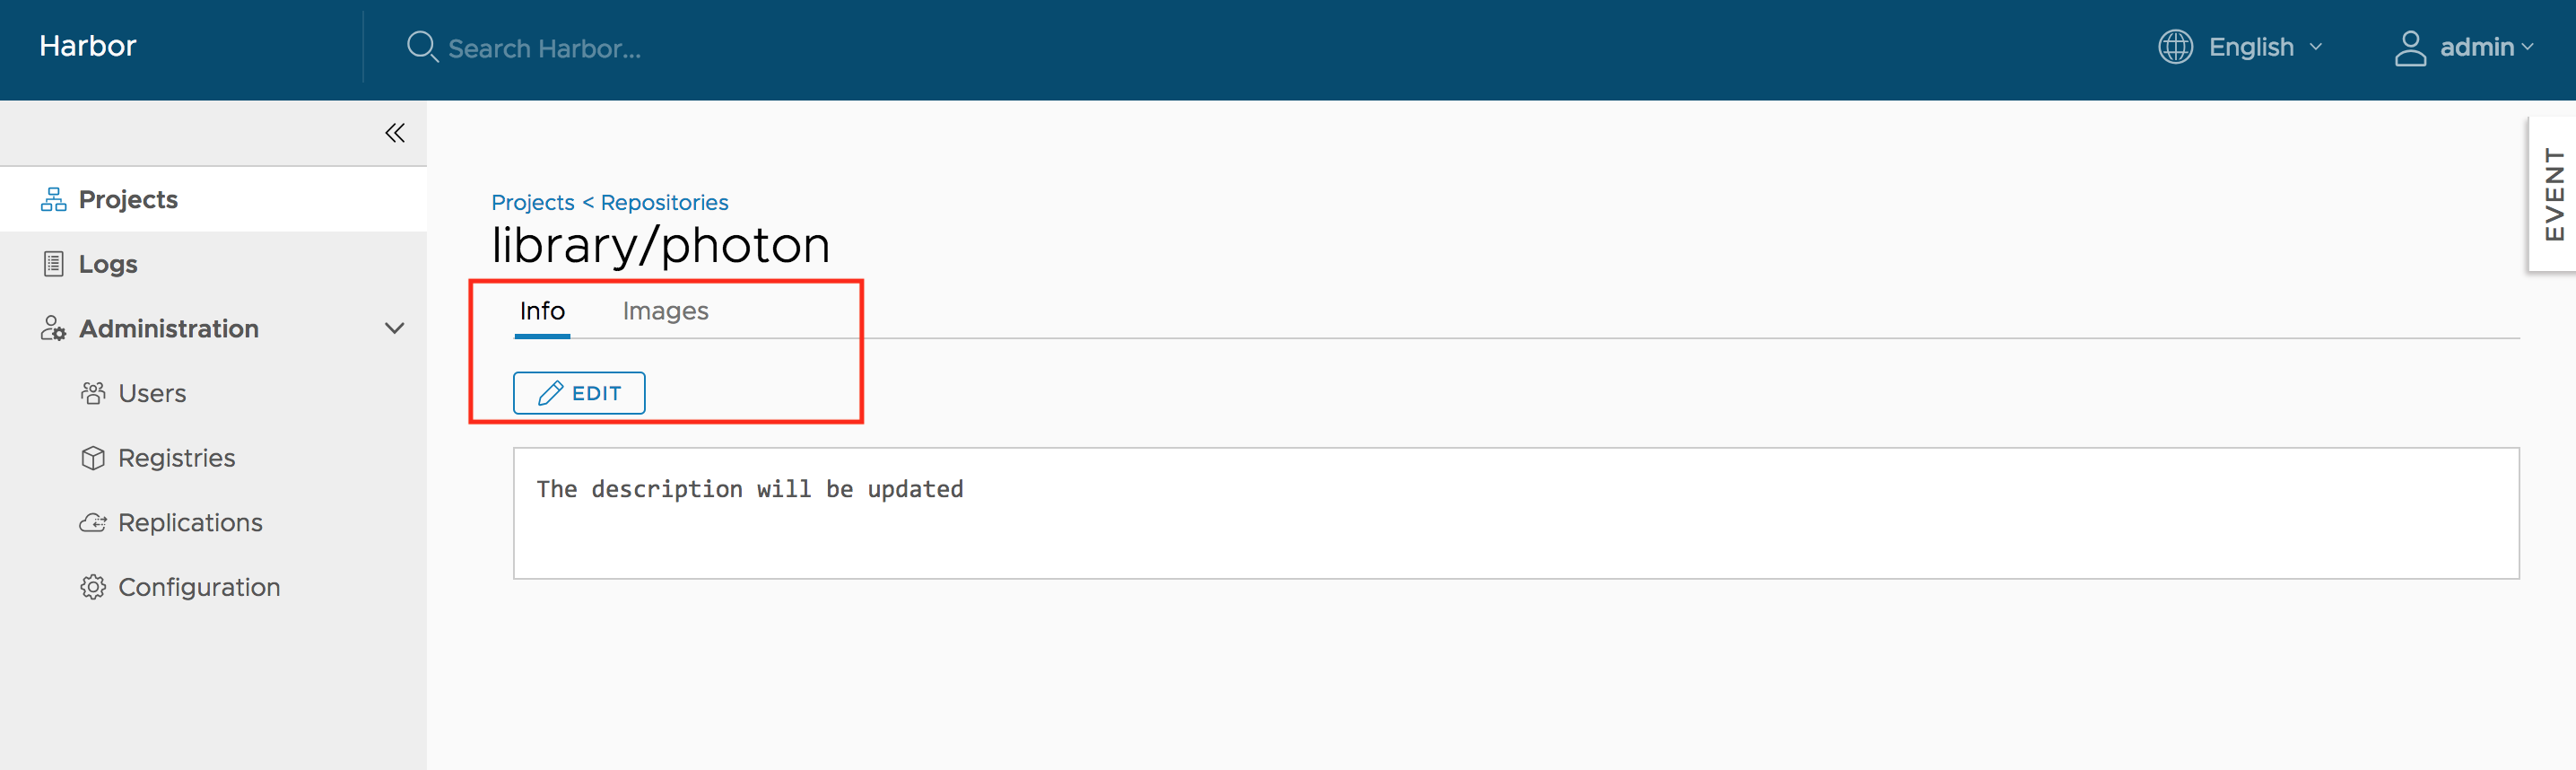 Harbor
Search Harbor...
English
admin
Projects
Logs
Administration
Users
Registries
Replications
Configuration
Projects < Repositories
library/photon
Info Images
EDIT
The description will be updated
EVENT